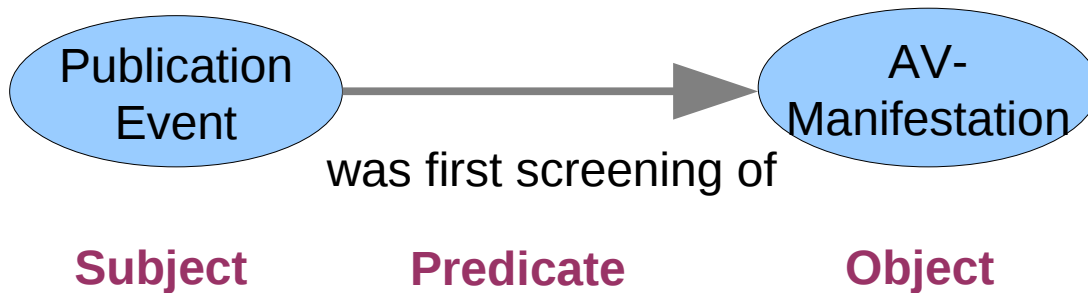 Publication
Event
AV-
Manifestation
was first screening of
Subject
Predicate
Object